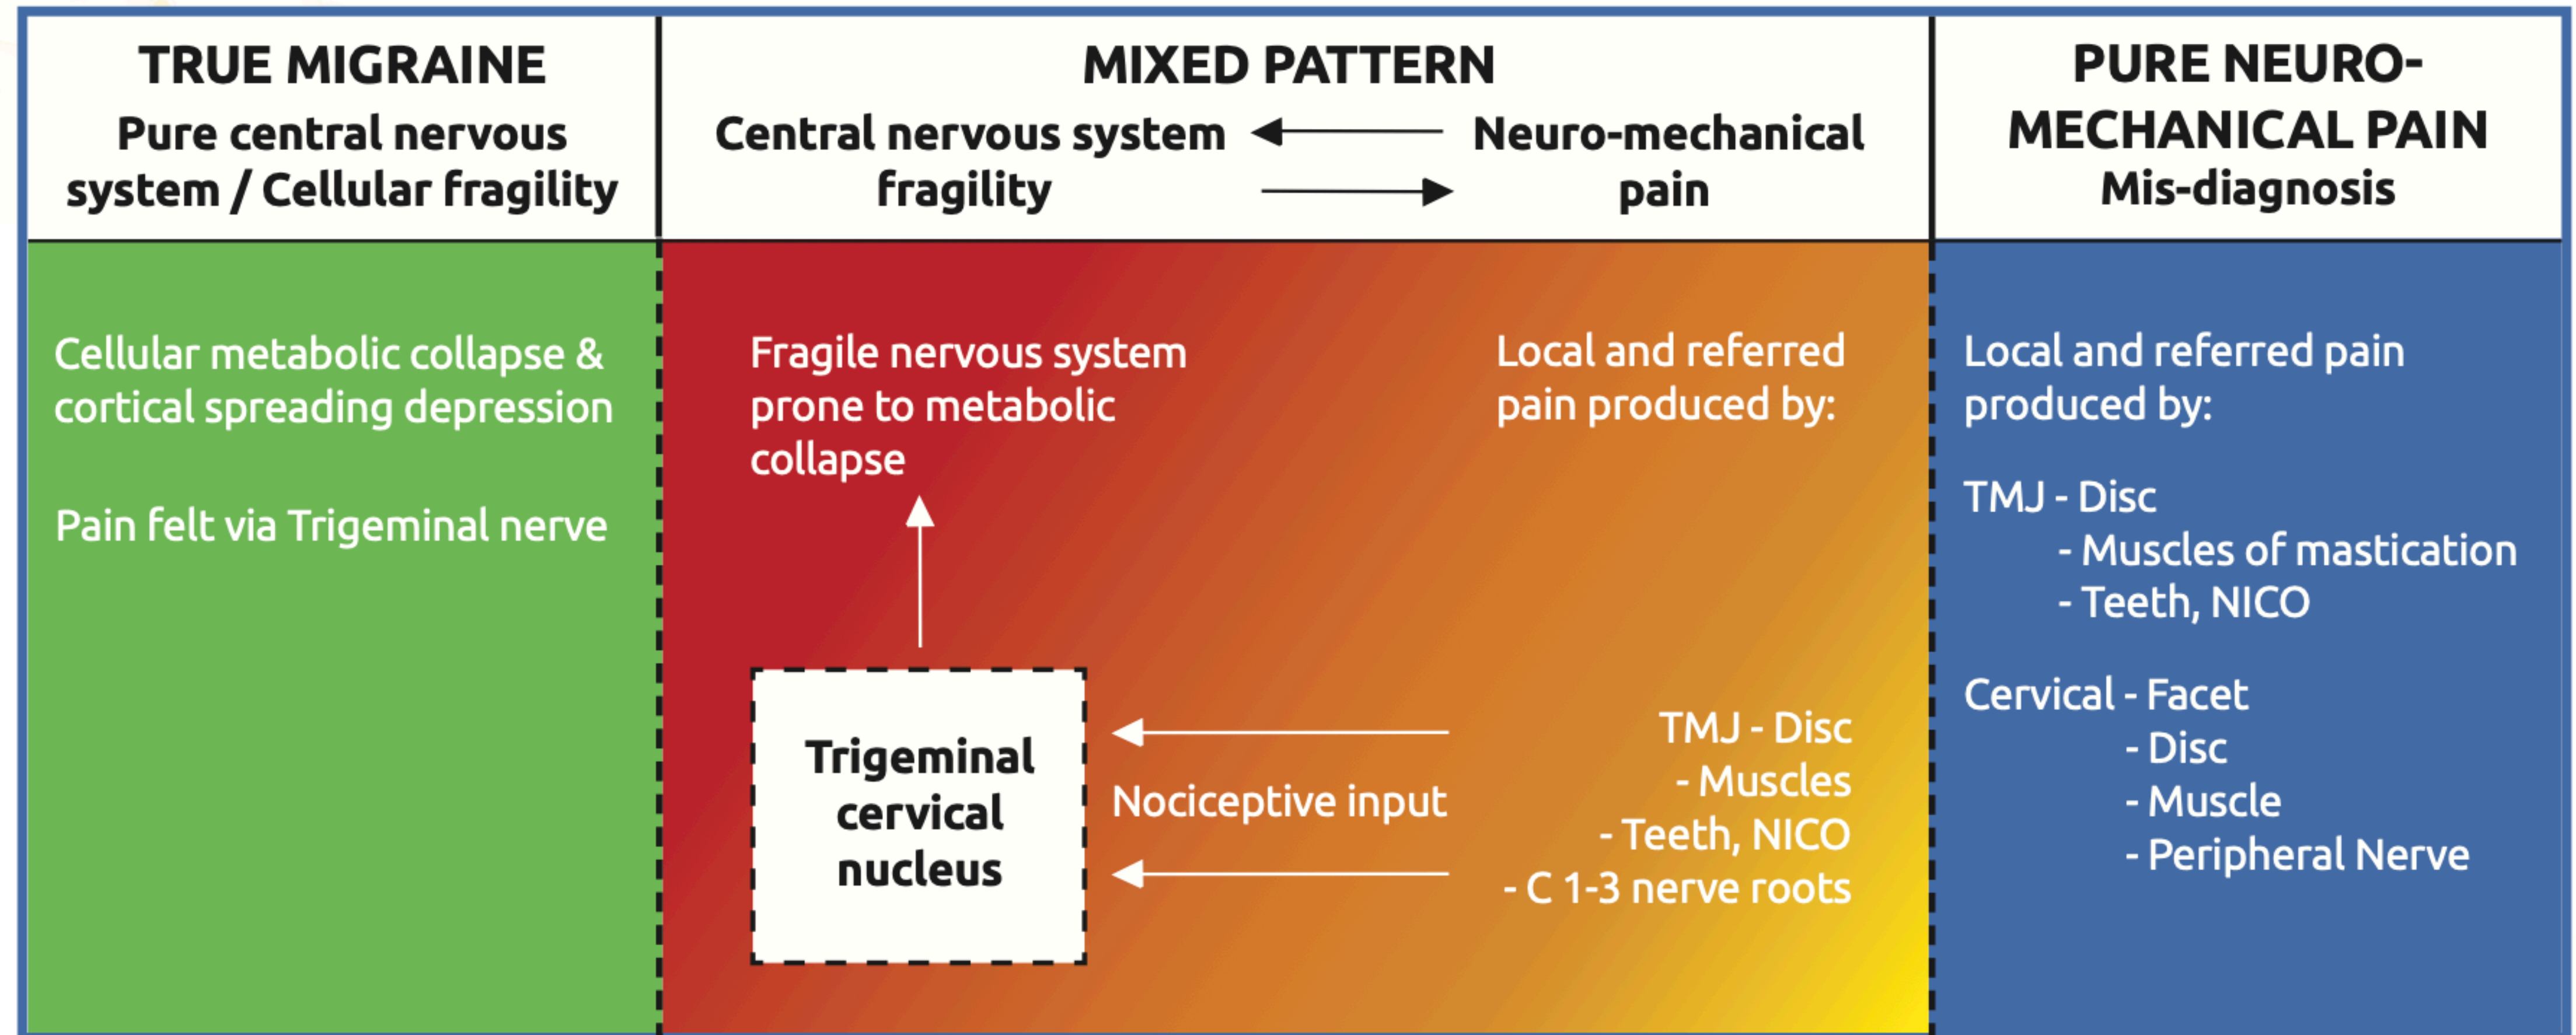 TRUE MIGRAINE
Pure central nervous
system / Cellular fragility
MIXED PATTERN
Central nervous system
fragility
Neuro-mechanical
pain
PURE NEURO-
MECHANICAL PAIN
Mis-diagnosis
Cellular metabolic collapse &
cortical spreading depression
Pain felt via Trigeminal nerve
Fragile nervous system
prone to metabolic
collapse
Trigeminal
cervical
nucleus
Nociceptive input
Local and referred
pain produced by:
TMJ - Disc
- Muscles
- Teeth, NICO
- C 1-3 nerve roots
Local and referred pain
produced by:
TMJ - Disc
- Muscles of mastication
- Teeth, NICO
Cervical - Facet
- Disc
- Muscle
- Peripheral Nerve